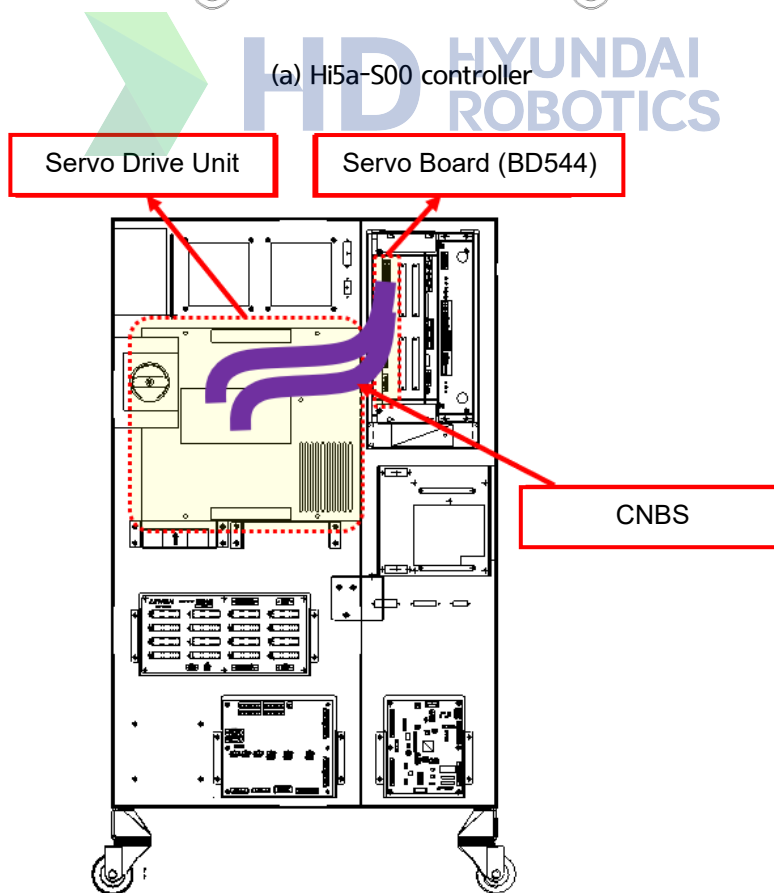 (a) Hi5a-S00 controller
HD HYUNDAI
ROBOTICS
Servo Drive Unit
Servo Board (BD544)
CNBS